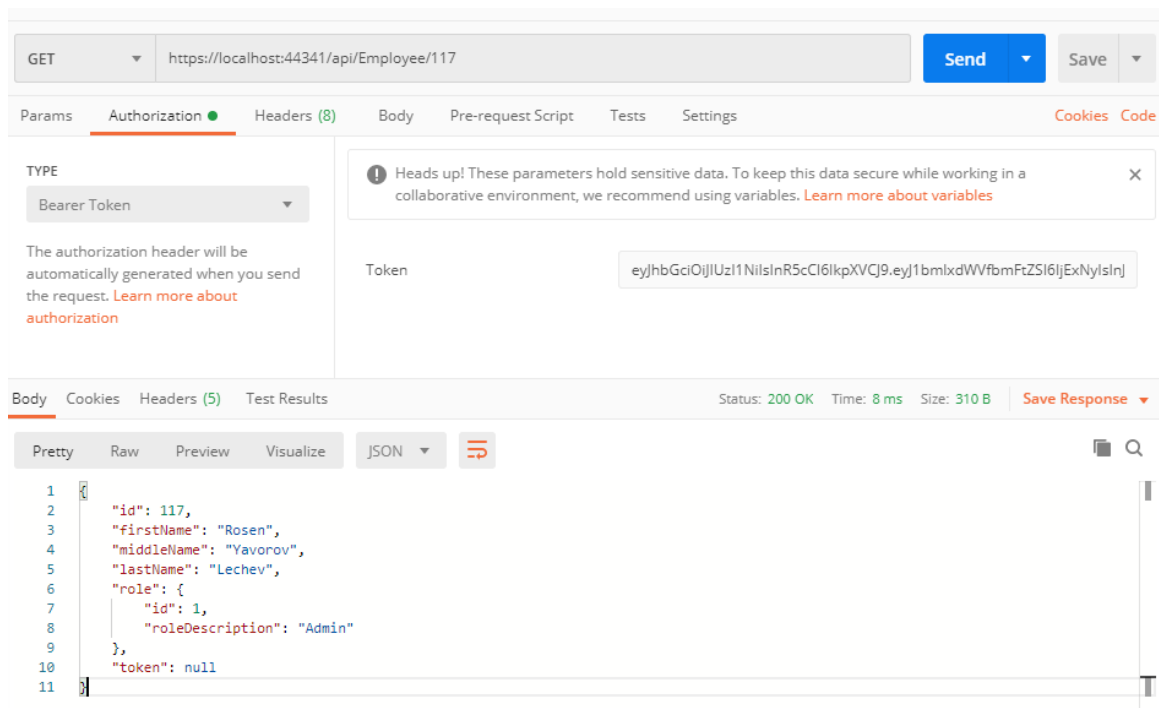 GET https://localhost:44341/api/Employee/117 Send Save
Params Authorization Headers (8) Body Pre-request Script Tests Settings Cookies Code
TYPE
Bearer Token
The authorization header will be
automatically generated when you send
the request. Learn more about
authorization
Heads up! These parameters hold sensitive data. To keep this data secure while working in a
collaborative environment, we recommend using variables. Learn more about variables
Token eyJhbGciOiJIUzI1NiIsInR5cCI6IkpXVCJ9.eyJ1bmlxdWVfbmFtZSI6IjExNyIsInJ
Body Cookies Headers (5) Test Results Status: 200 OK Time: 8 ms Size: 310 B Save Response
Pretty Raw Preview Visualize JSON
1 {
2 "id": 117,
3 "firstName": "Rosen",
4 "middleName": "Yavorov",
5 "lastName": "Lechev",
6 "role": {
7 "id": 1,
8 "roleDescription": "Admin"
9 },
10 "token": null
11 }